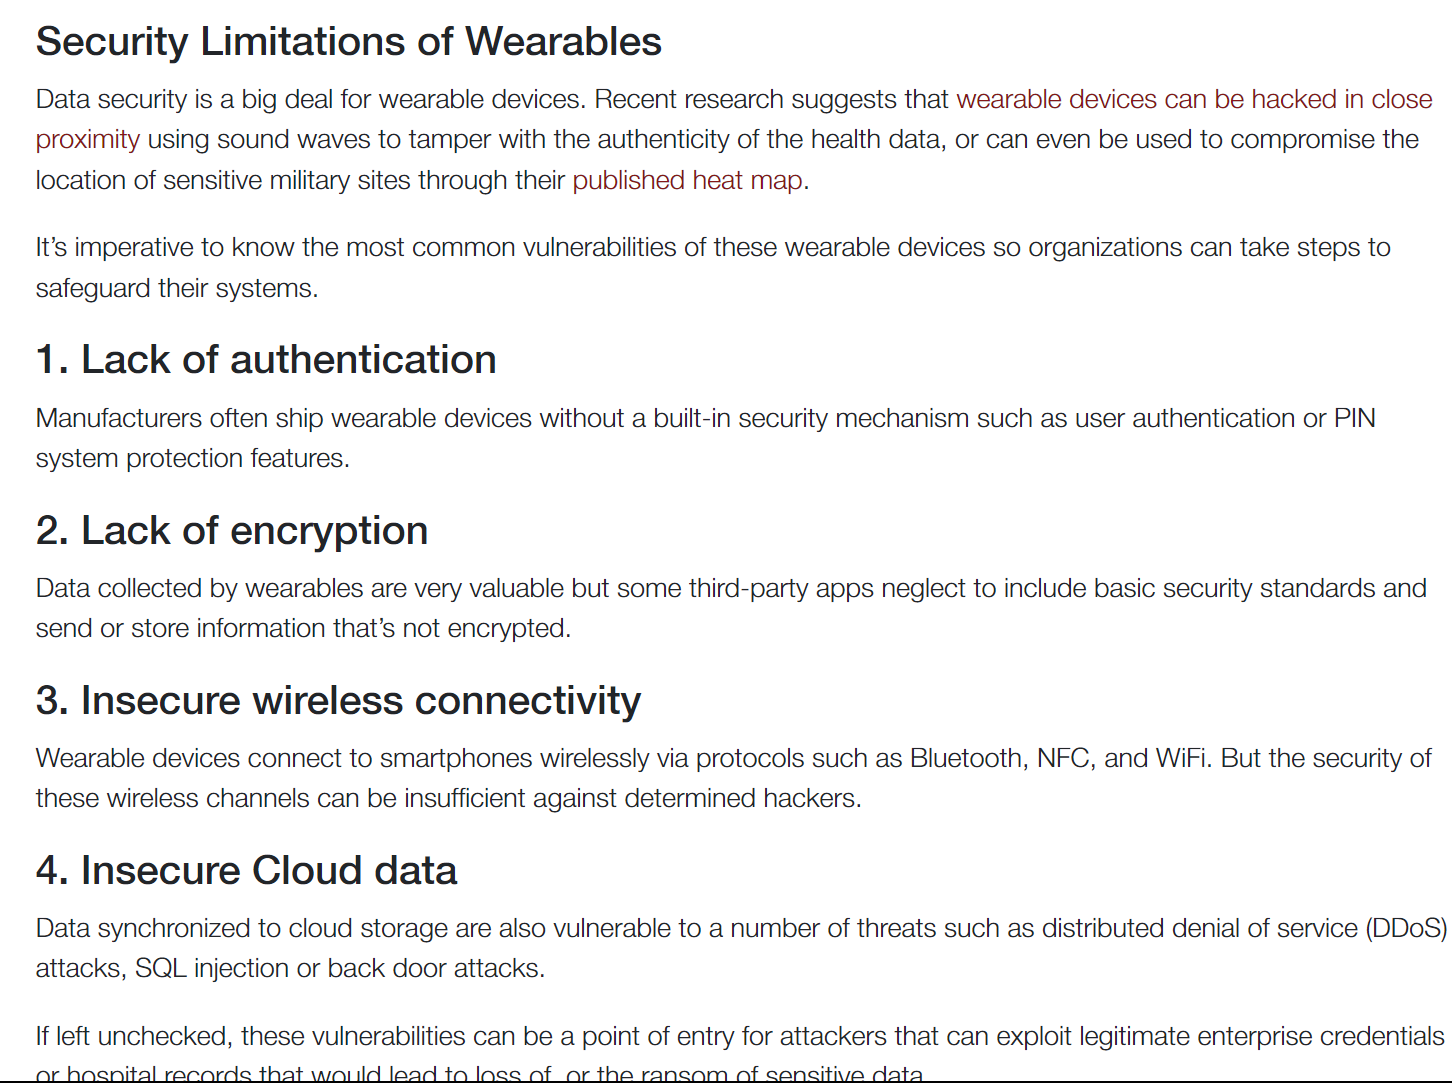 Security Limitations of Wearables
Data security is a big deal for wearable devices. Recent research suggests that wearable devices can be hacked in close
proximity using sound waves to tamper with the authenticity of the health data, or can even be used to compromise the
location of sensitive military sites through their published heat map.
It’s imperative to know the most common vulnerabilities of these wearable devices so organizations can take steps to
safeguard their systems.
1. Lack of authentication
Manufacturers often ship wearable devices without a built-in security mechanism such as user authentication or PIN
system protection features.
2. Lack of encryption
Data collected by wearables are very valuable but some third-party apps neglect to include basic security standards and
send or store information that’s not encrypted.
3. Insecure wireless connectivity
Wearable devices connect to smartphones wirelessly via protocols such as Bluetooth, NFC, and WiFi. But the security of
these wireless channels can be insufficient against determined hackers.
4. Insecure Cloud data
Data synchronized to cloud storage are also vulnerable to a number of threats such as distributed denial of service (DDoS)
attacks, SQL injection or back door attacks.
If left unchecked, these vulnerabilities can be a point of entry for attackers that can exploit legitimate enterprise credentials
or hospital records that would lead to loss of, or the ransom of sensitive data